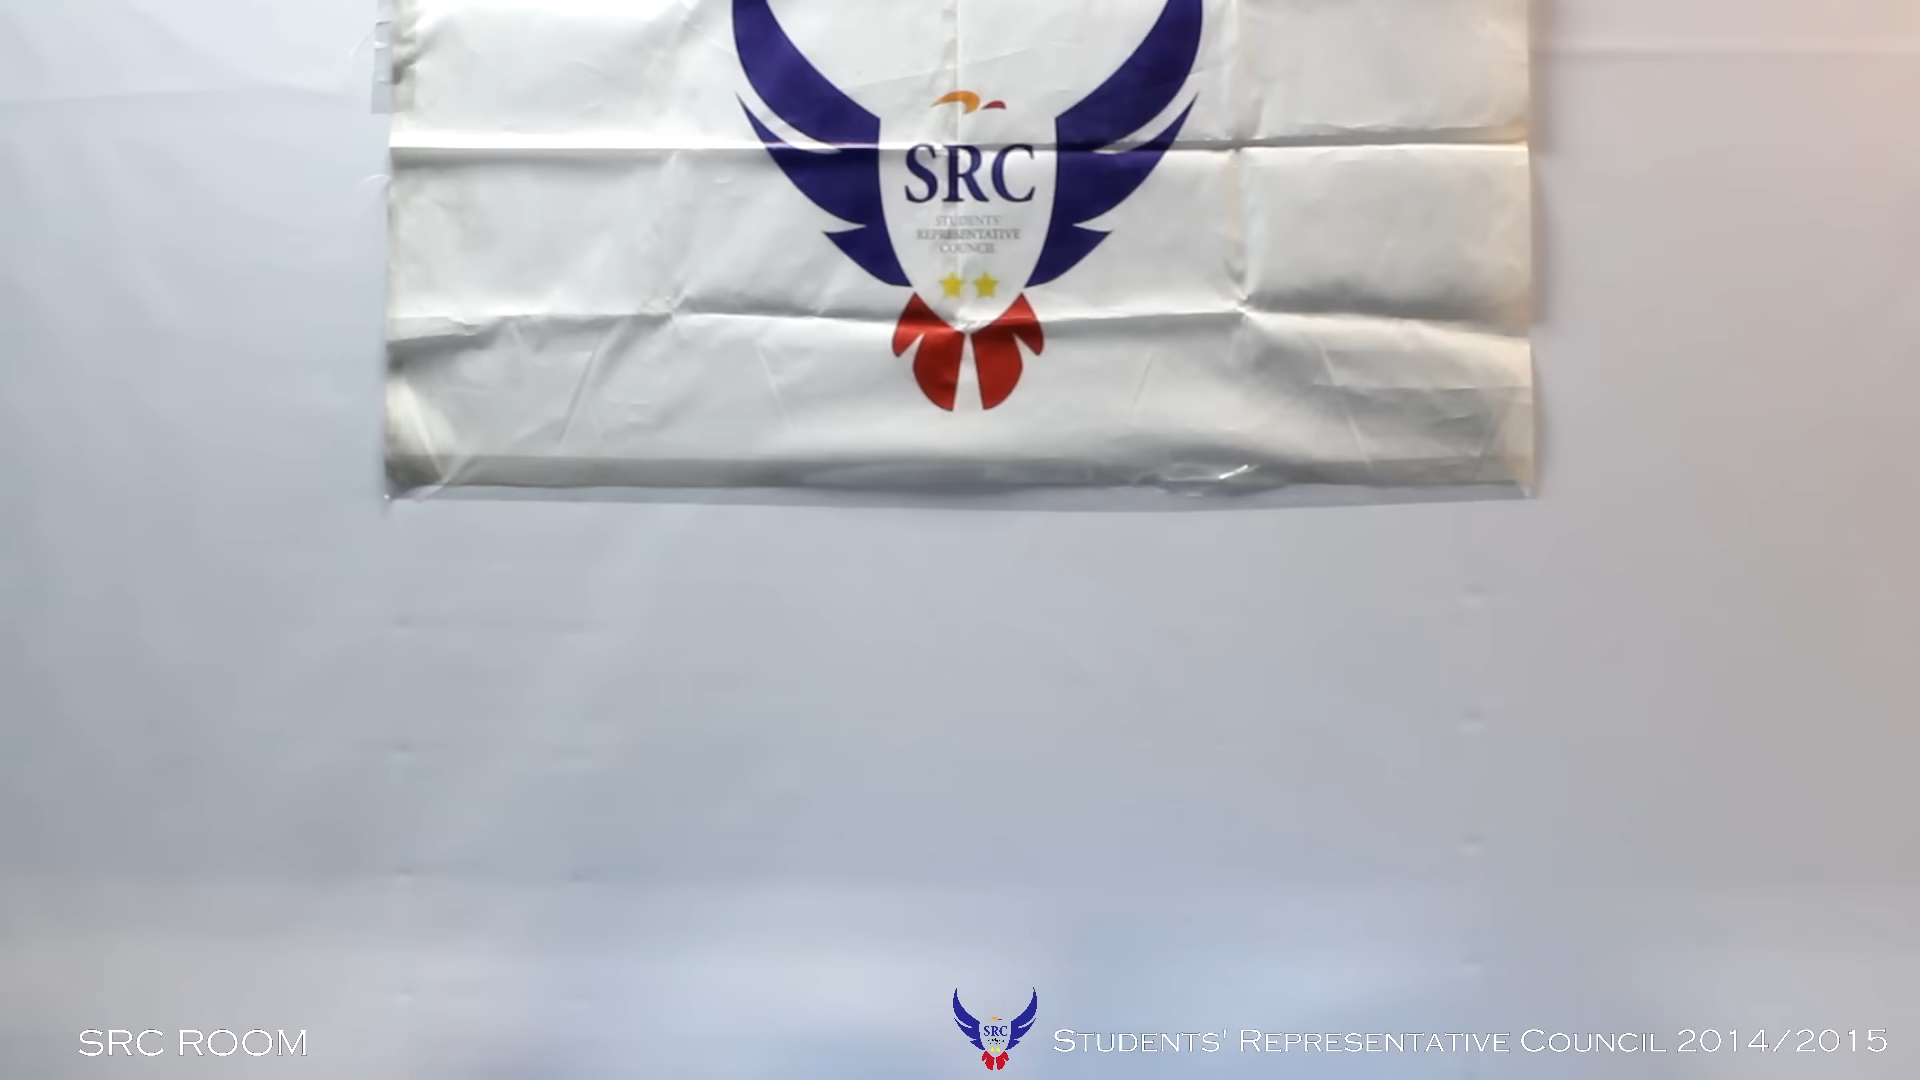 SRC
STUDENTS'
REPRESENTATIVE
COUNCIL
SRC ROOM
SRC
STUDENTS' REPRESENTATIVE COUNCIL 2014/2015